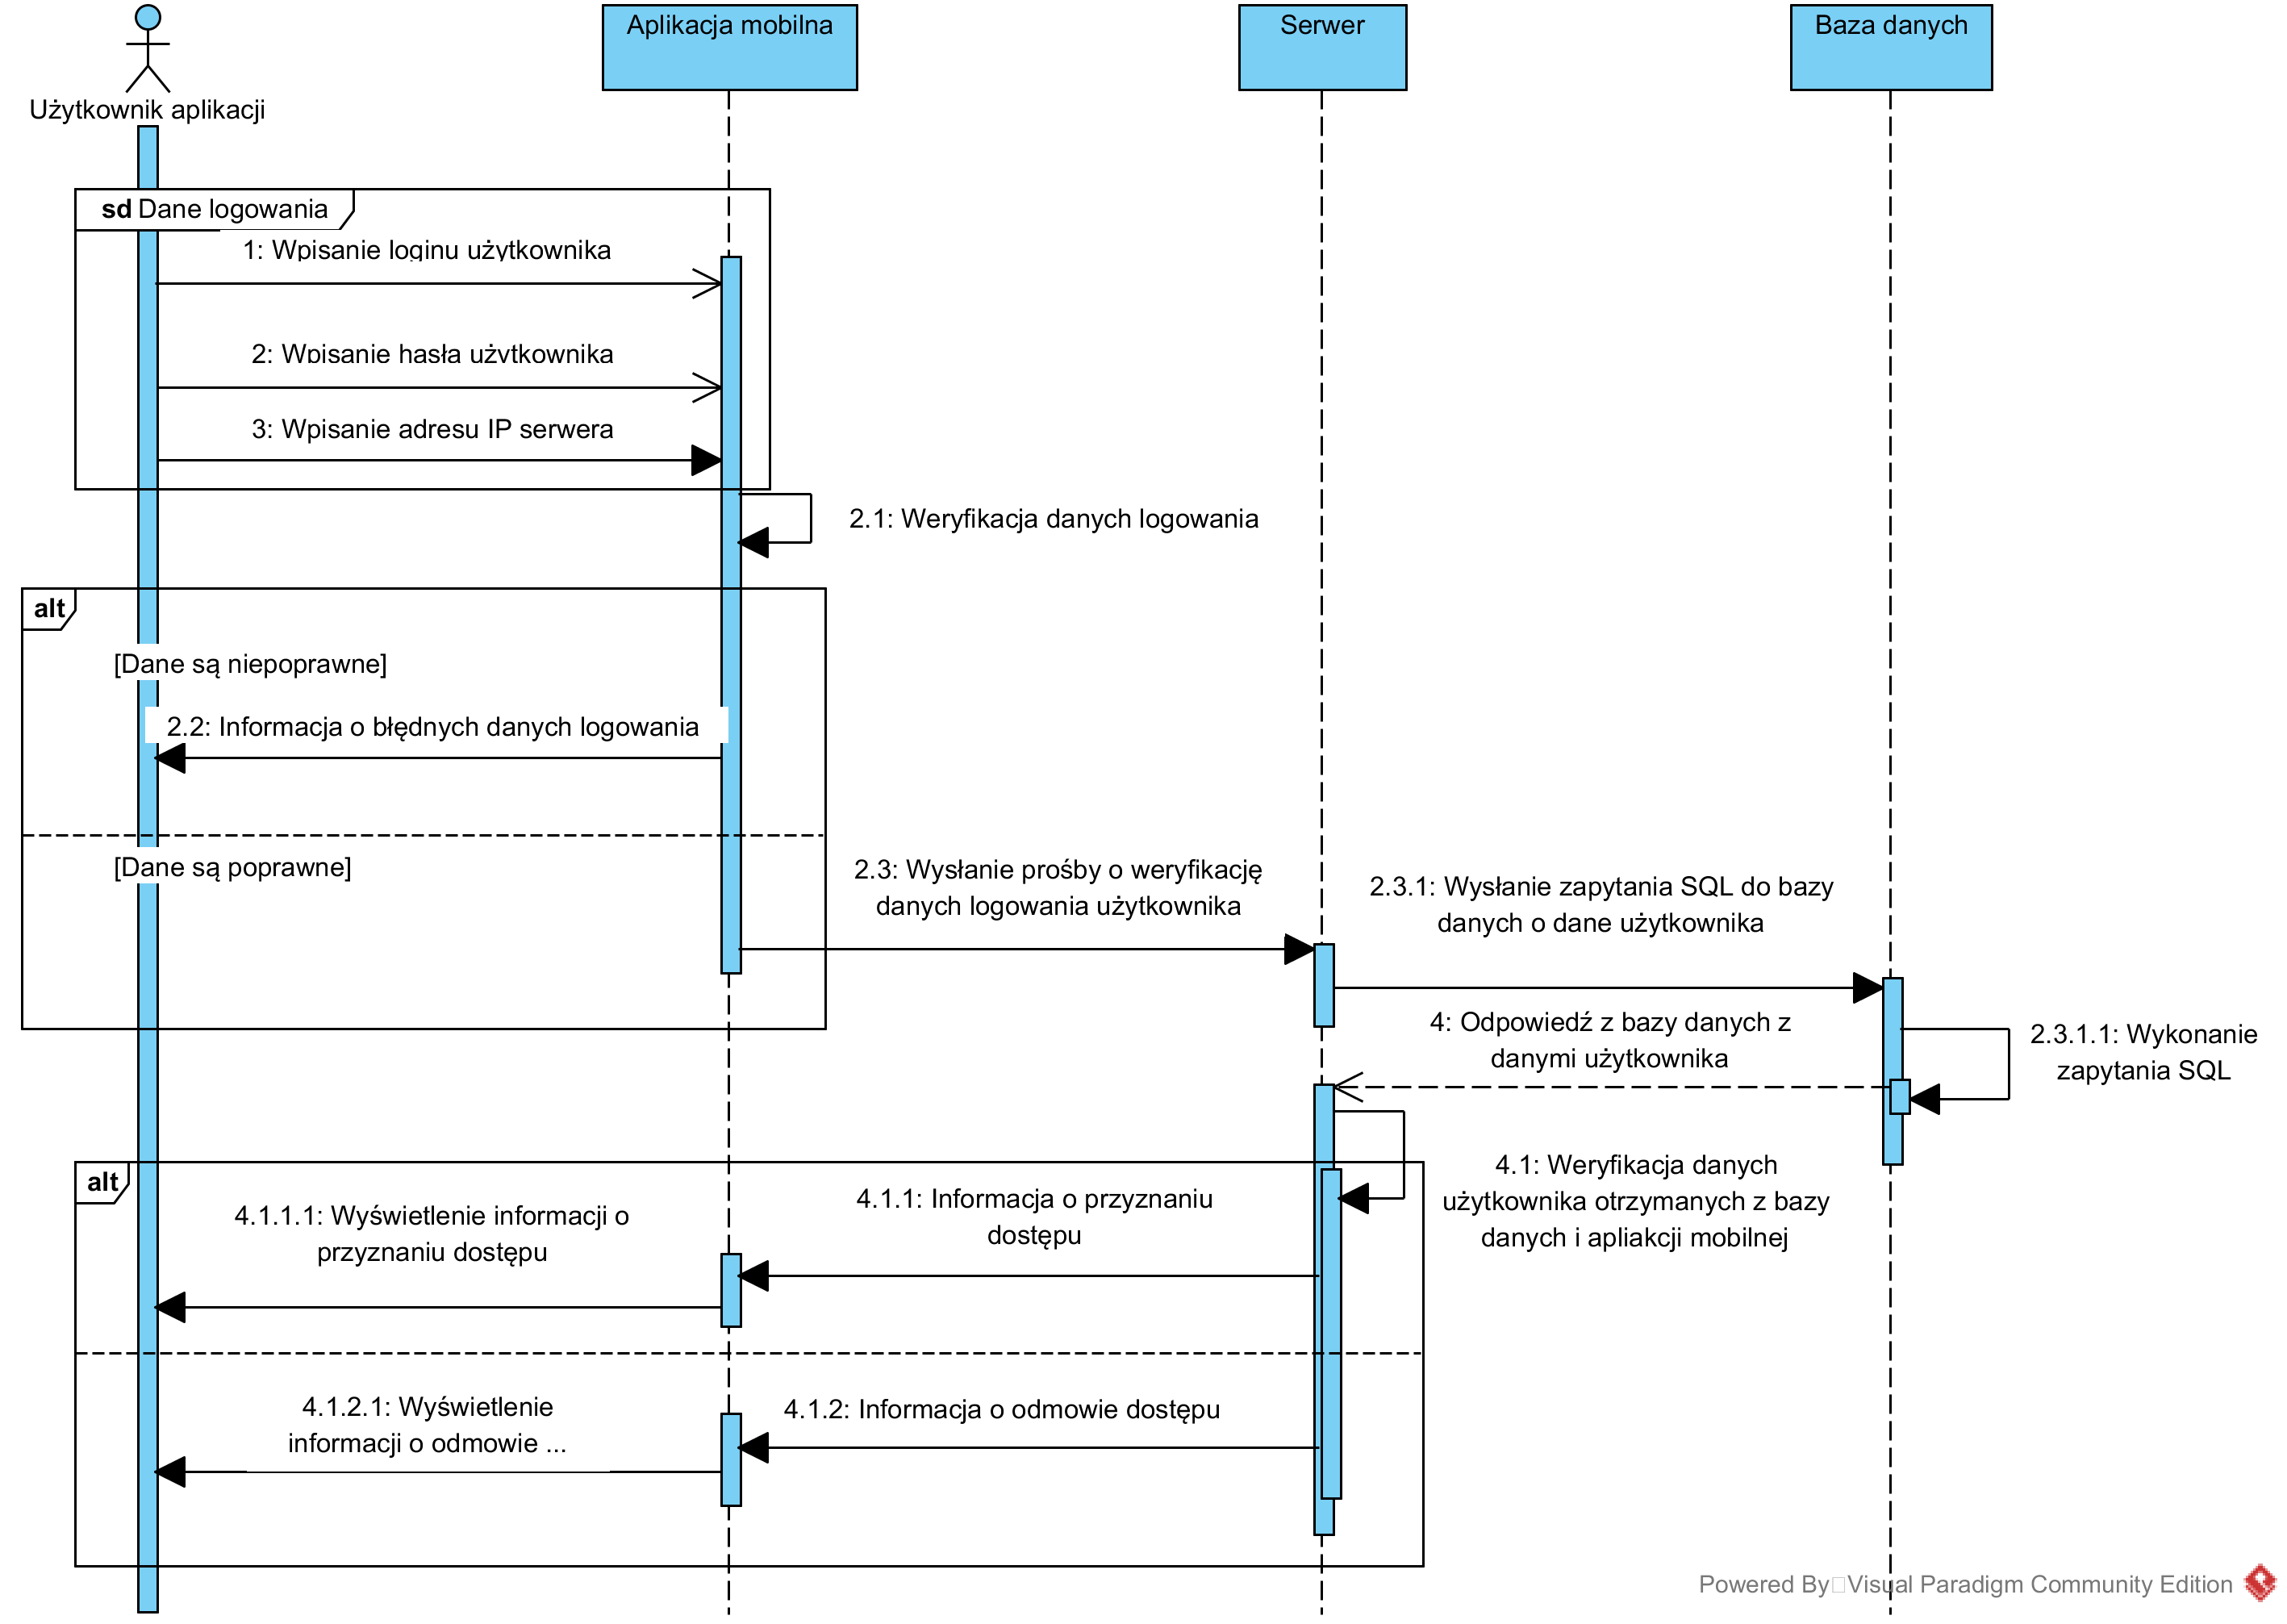 Aplikacja mobilna
Serwer
Baza danych
Użytkownik aplikacji
sd Dane logowania
1: Wpisanie loginu użytkownika
2: Wpisanie hasła użytkownika
3: Wpisanie adresu IP serwera
2.1: Weryfikacja danych logowania
alt
[Dane są niepoprawne]
2.2: Informacja o błędnych danych logowania
[Dane są poprawne]
2.3: Wysłanie prośby o weryfikację
danych logowania użytkownika
2.3.1: Wysłanie zapytania SQL do bazy
danych o dane użytkownika
4: Odpowiedź z bazy danych z
danymi użytkownika
2.3.1.1: Wykonanie
zapytania SQL
alt
4.1.1.1: Wyświetlenie informacji o
przyznaniu dostępu
4.1.1: Informacja o przyznaniu
dostępu
4.1: Weryfikacja danych
użytkownika otrzymanych z bazy
danych i apliakcji mobilnej
4.1.2.1: Wyświetlenie
informacji o odmowie ...
4.1.2: Informacja o odmowie dostępu
Powered By Visual Paradigm Community Edition